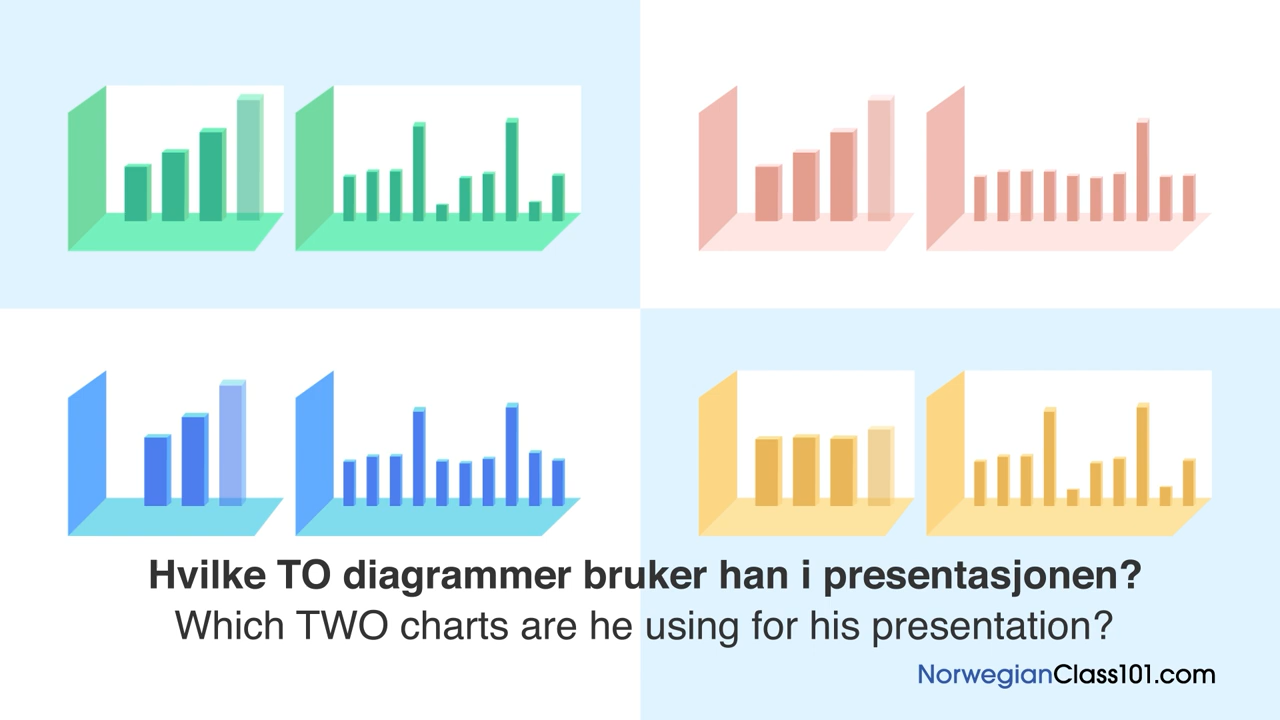 Hvilke TO diagrammer bruker han i presentasjonen?
Which TWO charts are he using for his presentation?
NorwegianClass101.com